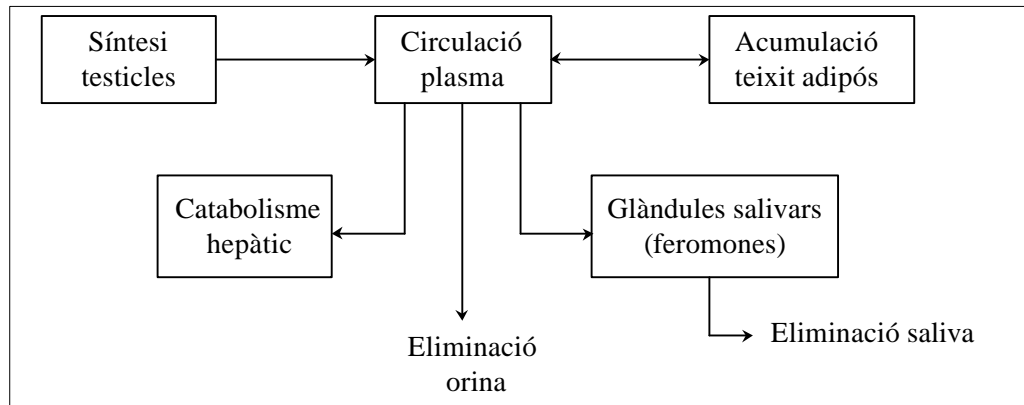 Síntesi
testicles
Circulació
plasma
Acumulació
teixit adipós
Catabolisme
hepàtic
Glàndules salivars
(feromones)
Eliminació
orina
Eliminació saliva